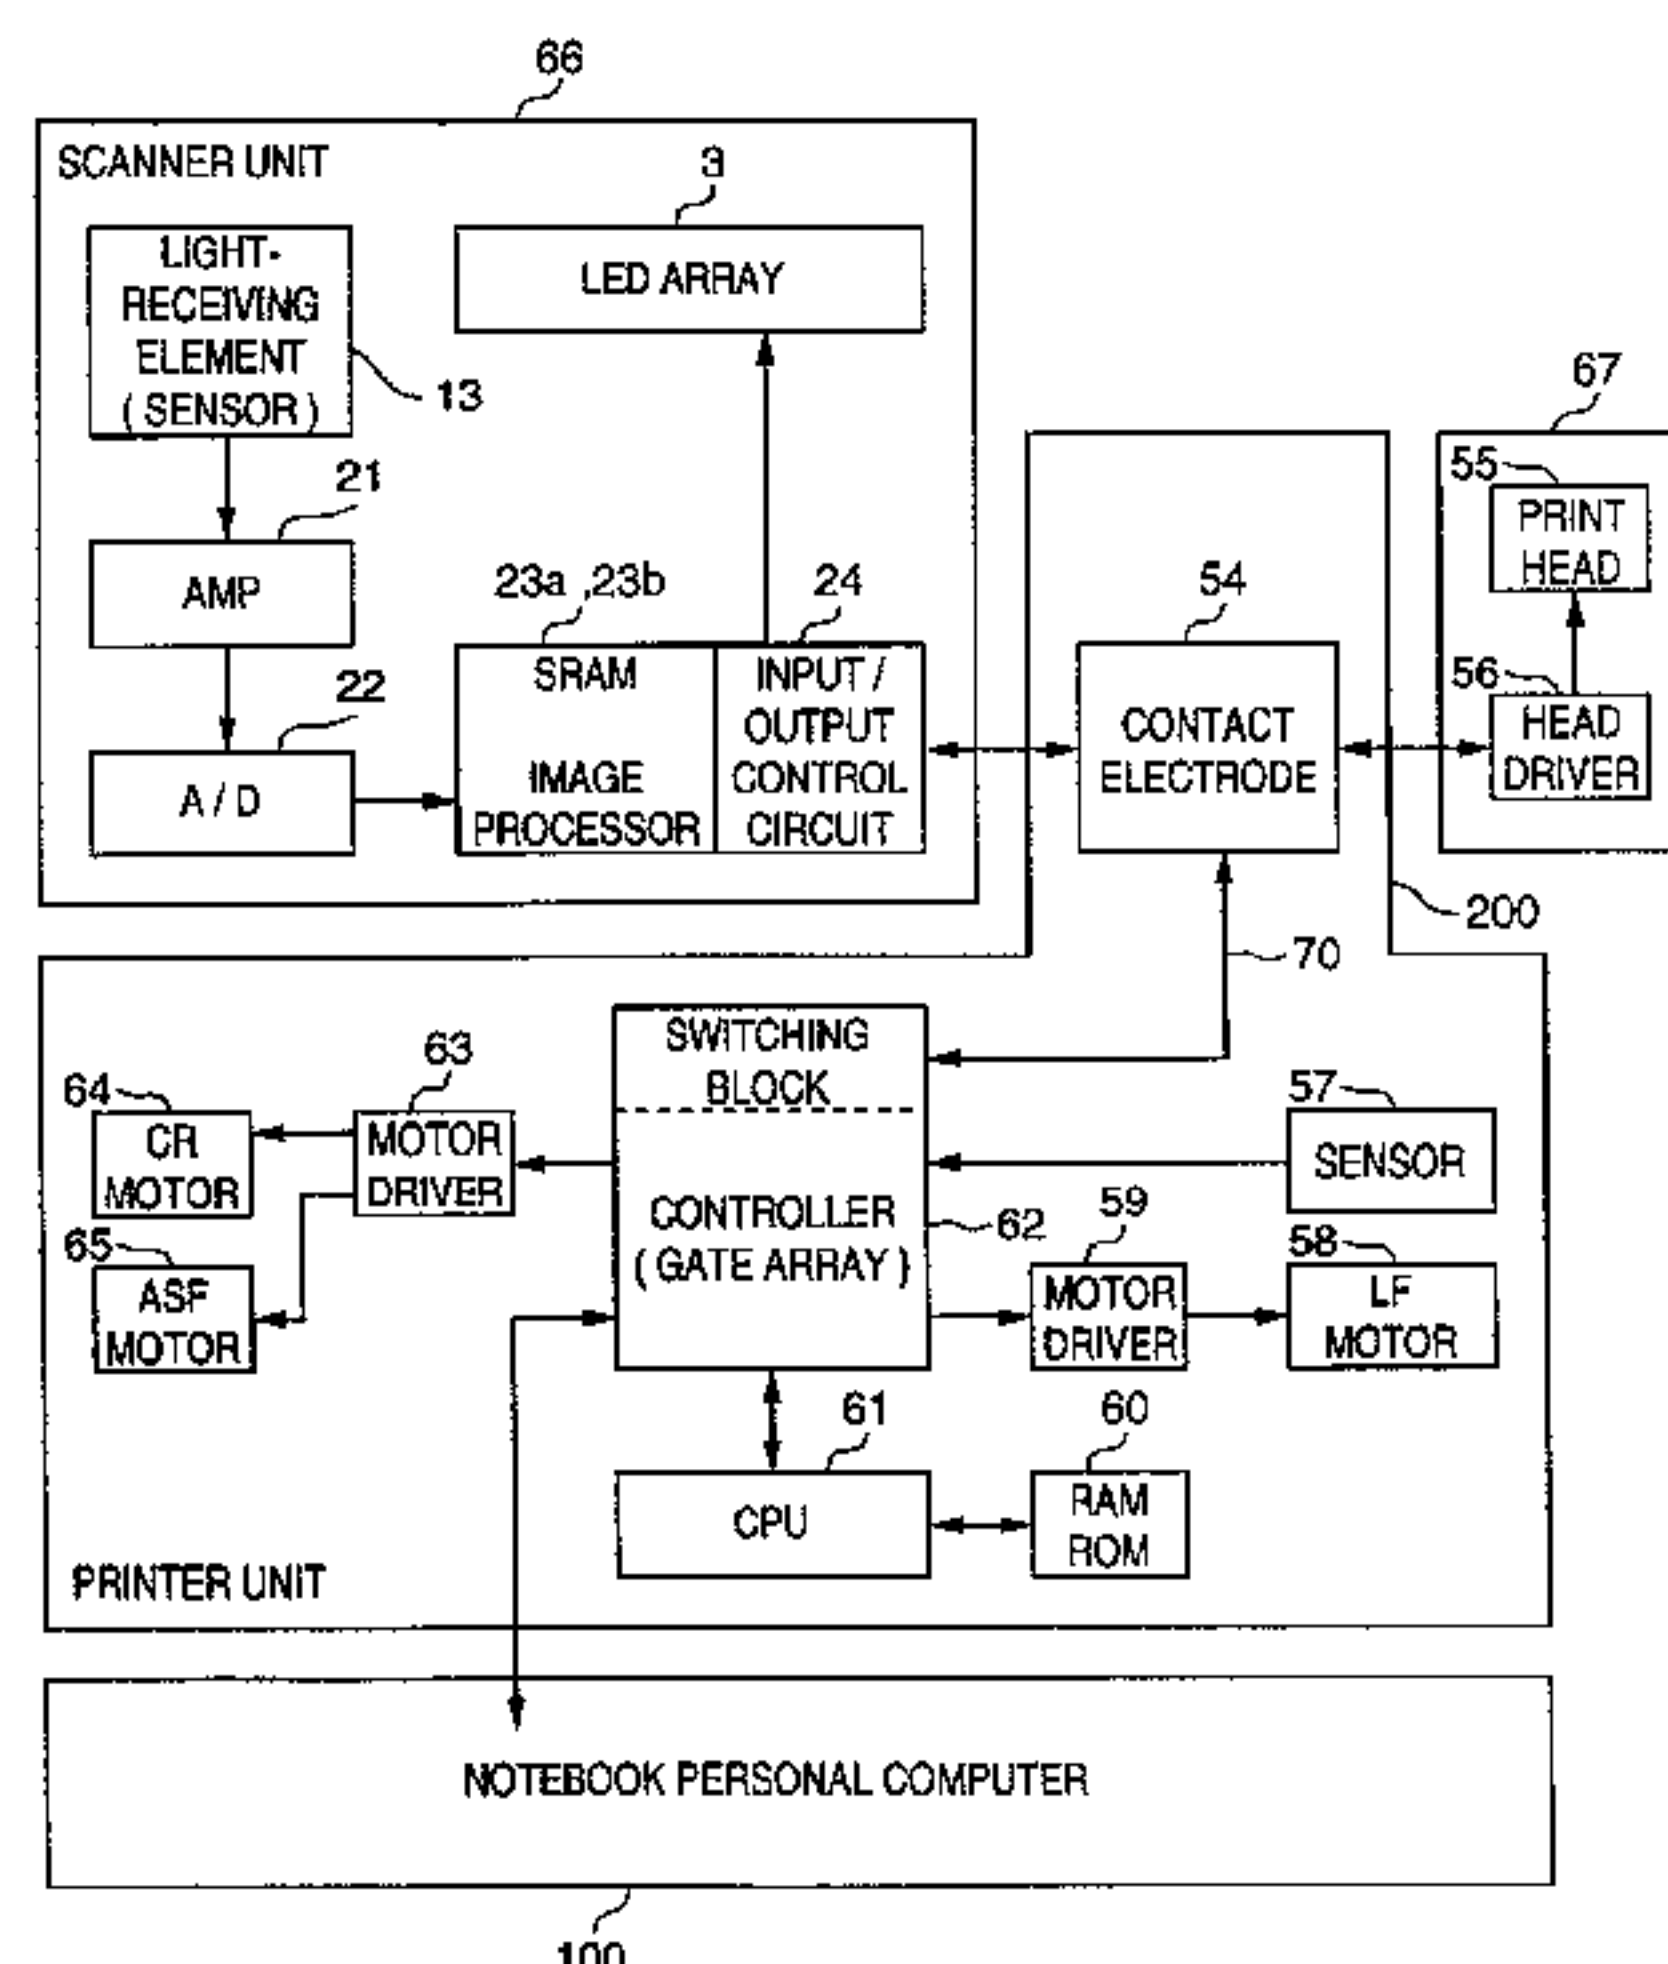 66
SCANNER UNIT
3
LIGHT-
RECEIVING
ELEMENT
( SENSOR )
13
LED ARRAY
21
AMP
22
A / D
23a ,23b
SRAM
IMAGE
PROCESSOR
24
INPUT /
OUTPUT
CONTROL
CIRCUIT
54
CONTACT
ELECTRODE
67
55
PRINT
HEAD
56
HEAD
DRIVER
200
70
SWITCHING
BLOCK
CONTROLLER
( GATE ARRAY )
62
63
MOTOR
DRIVER
64
CR
MOTOR
65
ASF
MOTOR
57
SENSOR
59
MOTOR
DRIVER
58
LF
MOTOR
61
CPU
60
RAM
ROM
PRINTER UNIT
NOTEBOOK PERSONAL COMPUTER
100